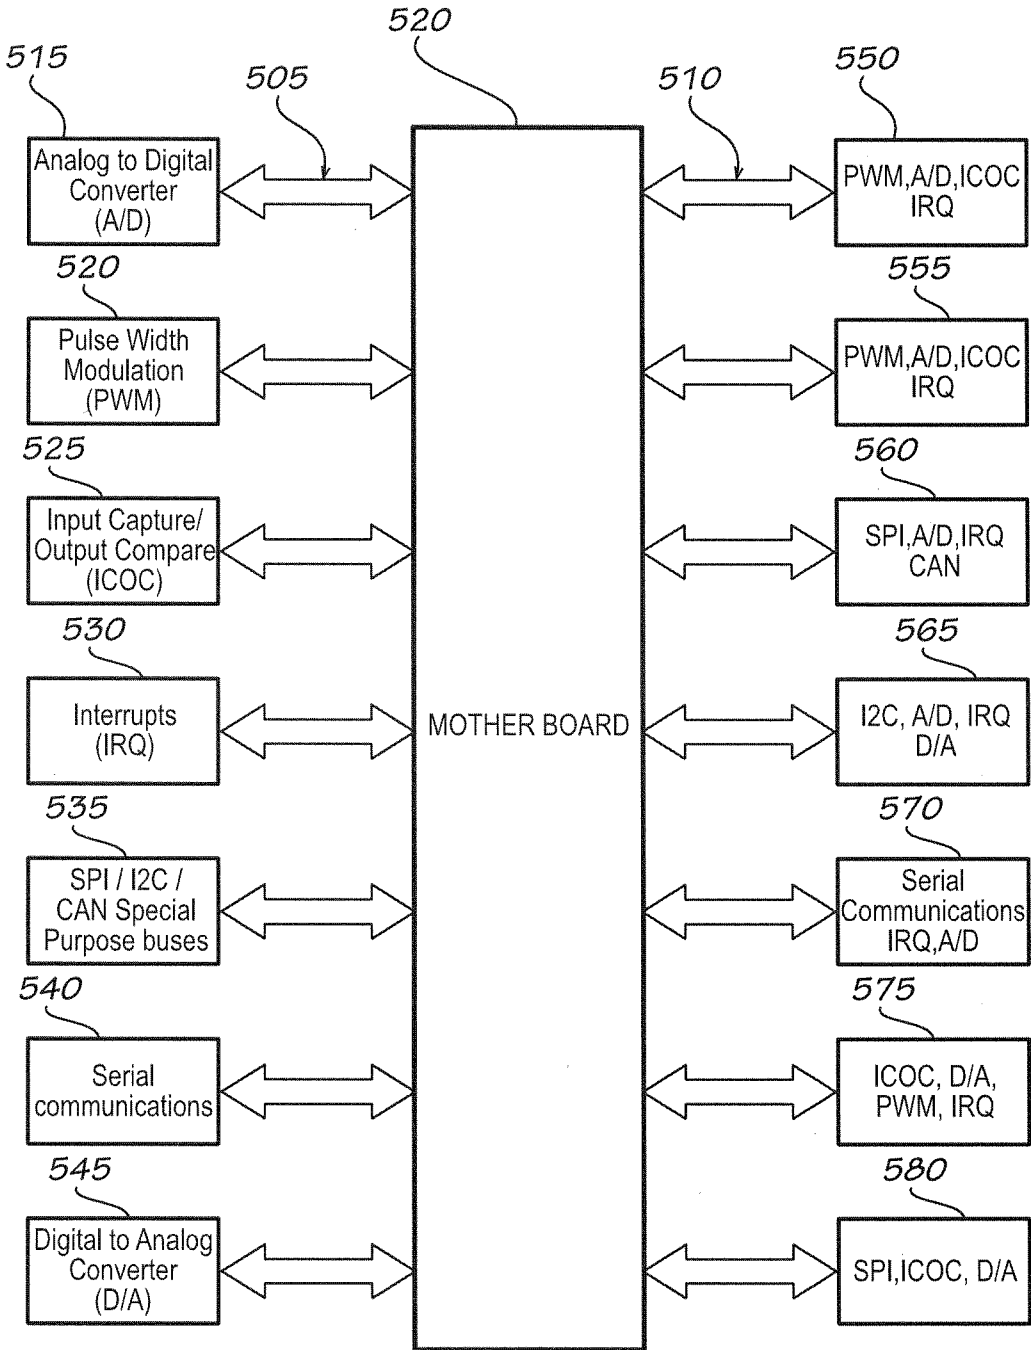 520
515
505
510
550
Analog to Digital
Converter
(A/D)
PWM,A/D,ICOC
IRQ
520
555
Pulse Width
Modulation
(PWM)
PWM,A/D,ICOC
IRQ
525
560
Input Capture/
Output Compare
(ICOC)
SPI,A/D,IRQ
CAN
530
565
Interrupts
(IRQ)
MOTHER BOARD
I2C, A/D, IRQ
D/A
535
570
SPI / I2C /
CAN Special
Purpose buses
Serial
Communications
IRQ,A/D
540
575
Serial
communications
ICOC, D/A,
PWM, IRQ
545
580
Digital to Analog
Converter
(D/A)
SPI,ICOC, D/A